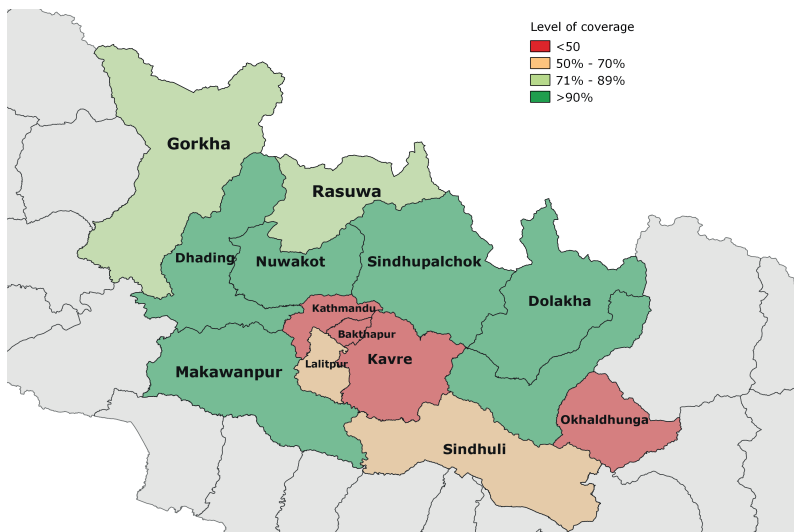 Level of coverage
<50
50% - 70%
71% - 89%
>90%
Gorkha
Rasuwa
Dhading
Nuwakot
Sindhupalchok
Dolakha
Kathmandu
Bakthapur
Kavre
Lalitpur
Makawanpur
Okhaldhunga
Sindhuli